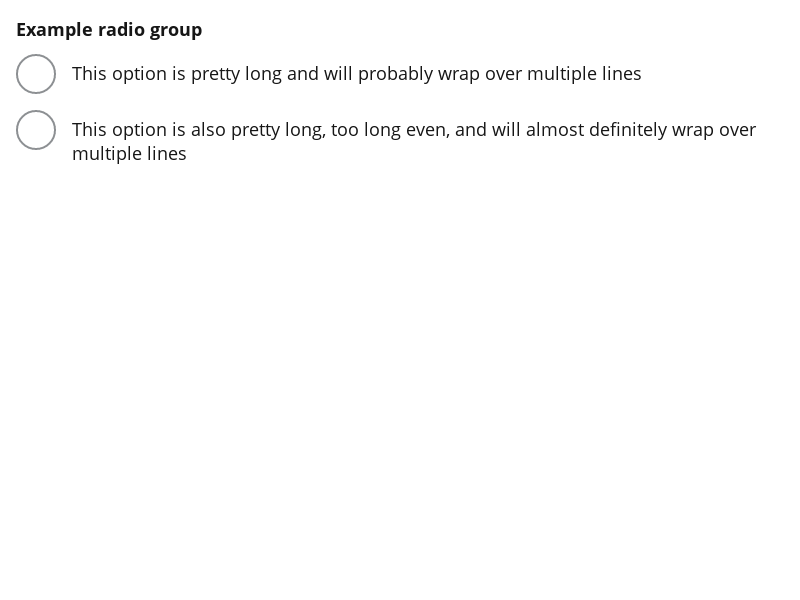 Example radio group
This option is pretty long and will probably wrap over multiple lines
This option is also pretty long, too long even, and will almost definitely wrap over
multiple lines